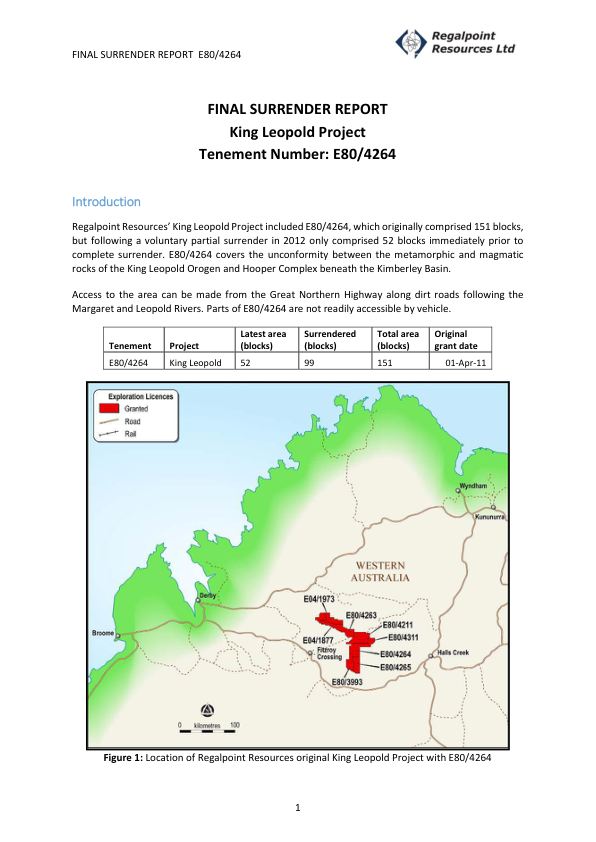 FINAL SURRENDER REPORT E80/4264
Regalpoint
Resources Ltd
FINAL SURRENDER REPORT
King Leopold Project
Tenement Number: E80/4264
Introduction
Regalpoint Resources’ King Leopold Project included E80/4264, which originally comprised 151 blocks,
but following a voluntary partial surrender in 2012 only comprised 52 blocks immediately prior to
complete surrender. E80/4264 covers the unconformity between the metamorphic and magmatic
rocks of the King Leopold Orogen and Hooper Complex beneath the Kimberley Basin.
Access to the area can be made from the Great Northern Highway along dirt roads following the
Margaret and Leopold Rivers. Parts of E80/4264 are not readily accessible by vehicle.
Tenement Project Latest area (blocks) Surrendered (blocks) Total area (blocks) Original grant date
E80/4264 King Leopold 52 99 151 01-Apr-11
Exploration Licences
Granted
Road
Rail
Wyndham
Kununurra
WESTERN
AUSTRALIA
Derby
E04/1973
E80/4263
E80/4211
Broome
E04/1877
E80/4311
Fitzroy
Crossing
E80/4264
Halls Creek
E80/4265
E80/3993
0 kilometres 100
Figure 1: Location of Regalpoint Resources original King Leopold Project with E80/4264
1